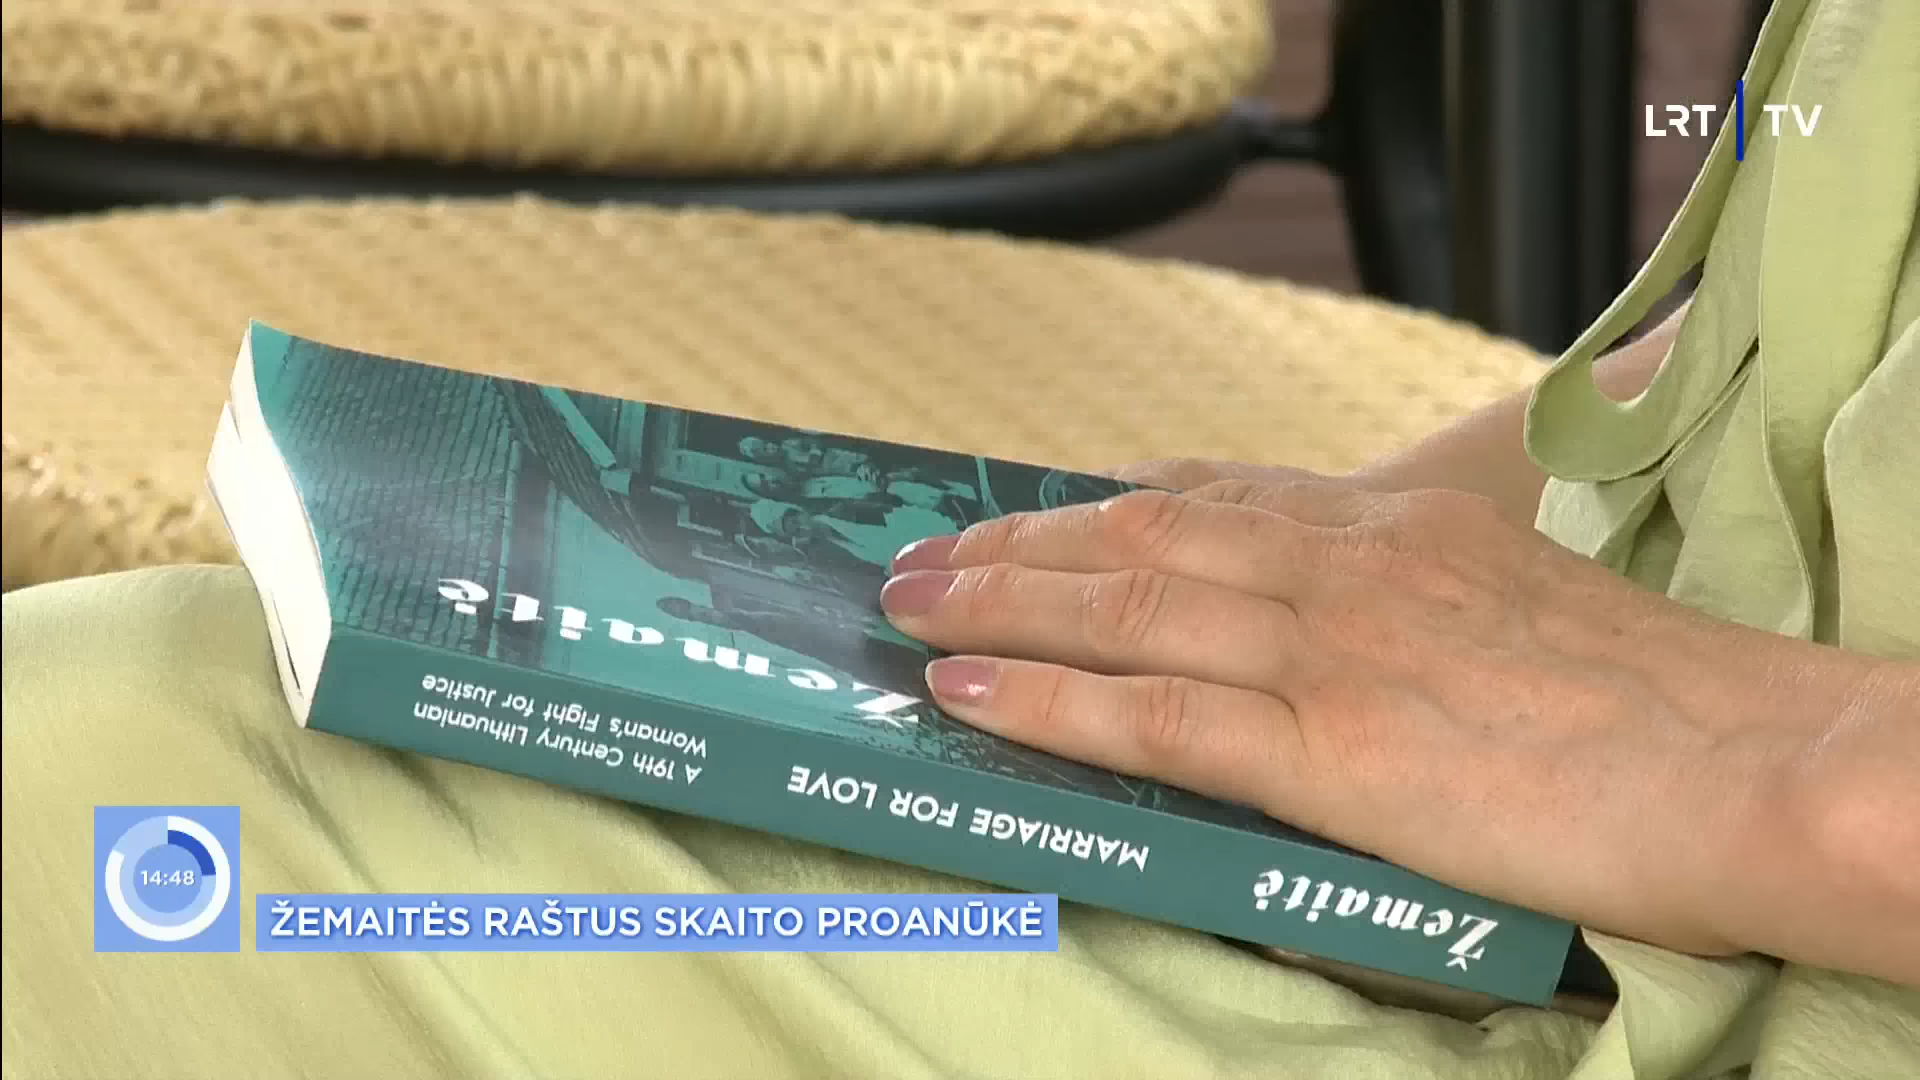 LRT TV
Žemaitė
Žemaitė
MARRIAGE FOR LOVE
A 19th Century Lithuanian
Woman's Fight for Justice
14:48
ŽEMAITĖS RAŠTUS SKAITO PROANŪKĖ